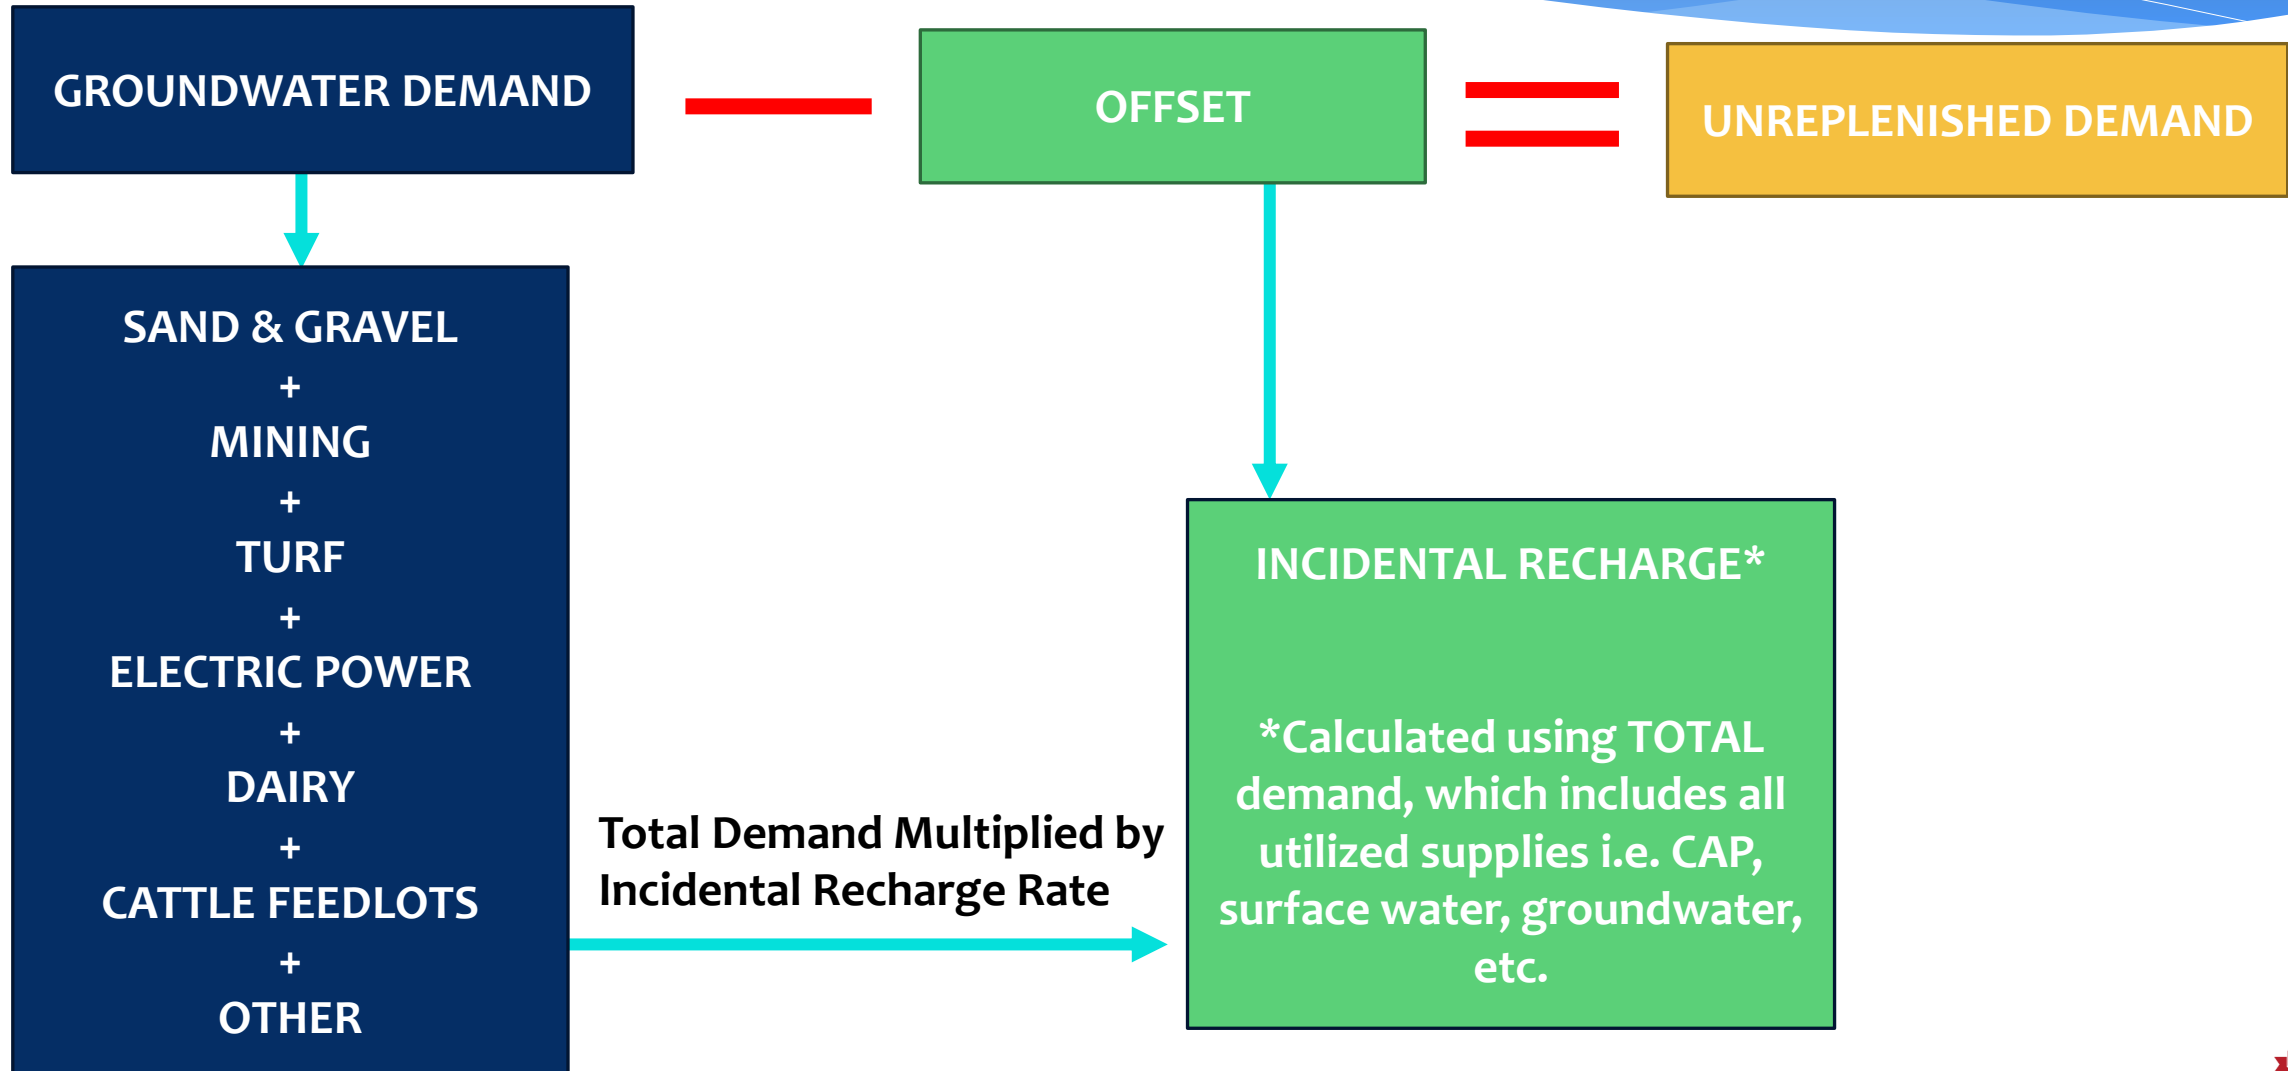 GROUNDWATER DEMAND
OFFSET
UNREPLENISHED DEMAND
SAND & GRAVEL
+
MINING
+
TURF
+
ELECTRIC POWER
+
DAIRY
+
CATTLE FEEDLOTS
+
OTHER
Total Demand Multiplied by
Incidental Recharge Rate
INCIDENTAL RECHARGE*
*Calculated using TOTAL
demand, which includes all
utilized supplies i.e. CAP,
surface water, groundwater,
etc.